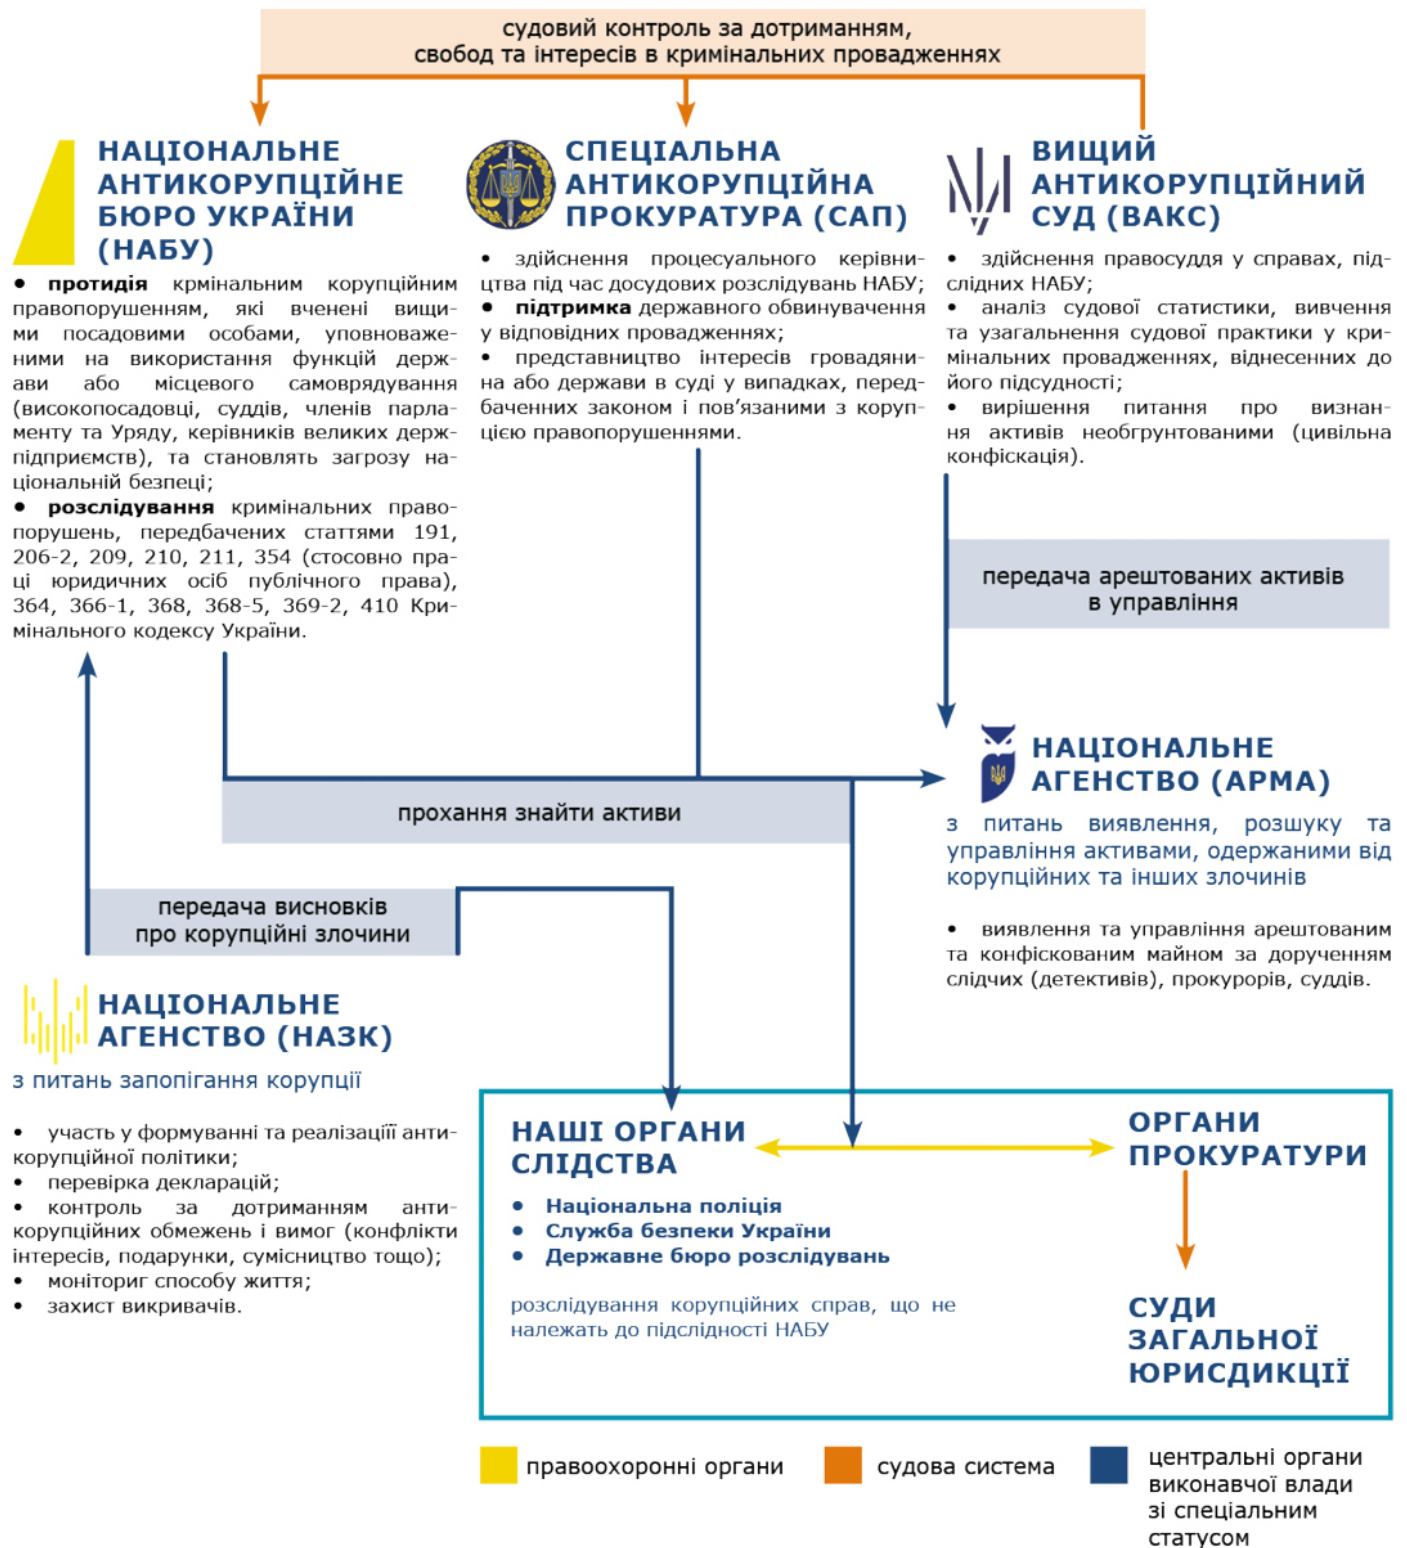 судовий контроль за дотриманням,
свобод та інтересів в кримінальних провадженнях
НАЦІОНАЛЬНЕ
АНТИКОРУПЦІЙНЕ
БЮРО УКРАЇНИ
(НАБУ)
• протидія крмінальним корупційним
правопорушенням, які вченені вищи-
ми посадовими особами, уповноваже-
ними на використання функцій держ-
ави або місцевого самоврядування
(високопосадовці, суддів, членів парла-
менту та Уряду, керівників великих держ-
підприємств), та становлять загрозу на-
ціональній безпеці;
• розслідування кримінальних право-
порушень, передбачених статтями 191,
206-2, 209, 210, 211, 354 (стосовно пра-
ці юридичних осіб публічного права),
364, 366-1, 368, 368-5, 369-2, 410 Кри-
мінального кодексу України.
СПЕЦІАЛЬНА
АНТИКОРУПЦІЙНА
ПРОКУРАТУРА (САП)
• здійснення процесуального керівни-
цтва під час досудових розслідувань НАБУ;
• підтримка державного обвинувачення
у відповідних провадженнях;
• представництво інтересів гровадяни-
на або держави в суді у випадках, перед-
баченних законом і пов’язаними з коруп-
цією правопорушеннями.
ВИЩИЙ
АНТИКОРУПЦІЙНИЙ
СУД (ВАКС)
• здійснення правосуддя у справах, під-
слідних НАБУ;
• аналіз судової статистики, вивчення
та узагальнення судової практики у кри-
мінальних провадженнях, віднесенних до
його підсудності;
• вирішення питання про визнан-
ня активів необгрунтованими (цивільна
конфіскація).
передача арештованих активів
в управління
прохання знайти активи
НАЦІОНАЛЬНЕ
АГЕНСТВО (АРМА)
з питань виявлення, розшуку та
управління активами, одержаними від
корупційних та інших злочинів
• виявлення та управління арештованим
та конфіскованим майном за дорученням
слідчих (детективів), прокурорів, суддів.
передача висновків
про корупційні злочини
НАЦІОНАЛЬНЕ
АГЕНСТВО (НАЗК)
з питань запопігання корупції
• участь у формуванні та реалізаціїї анти-
корупційної політики;
• перевірка декларацій;
• контроль за дотриманням анти-
корупційних обмежень і вимог (конфлікти
інтересів, подарунки, сумісництво тощо);
• моніториг способу життя;
• захист викривачів.
НАШІ ОРГАНИ
СЛІДСТВА
• Національна поліція
• Служба безпеки України
• Державне бюро розслідувань
розслідування корупційних справ, що не
належать до підслідності НАБУ
ОРГАНИ
ПРОКУРАТУРИ
СУДИ
ЗАГАЛЬНОЇ
ЮРИСДИКЦІЇ
правоохоронні органи
судова система
центральні органи
виконавчої влади
зі спеціальним
статусом